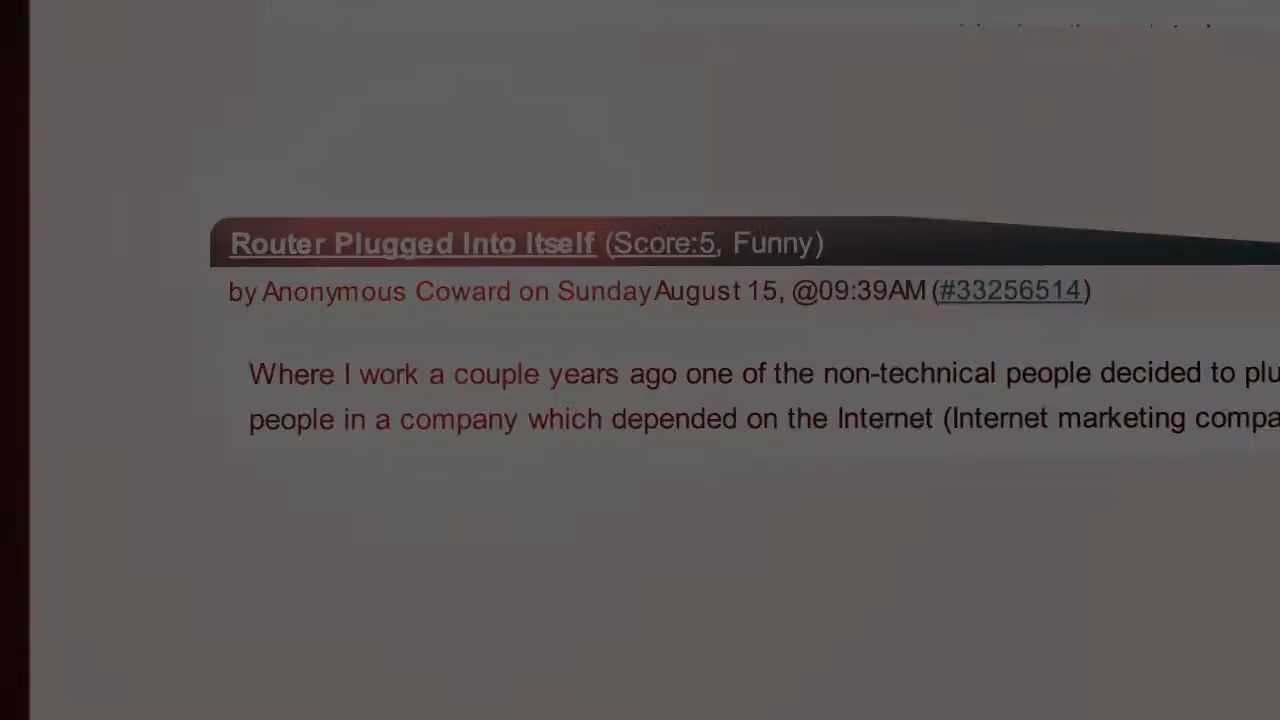 Router Plugged Into Itself (Score:5, Funny)
by Anonymous Coward on Sunday August 15, @09:39AM (#33256514)
Where I work a couple years ago one of the non-technical people decided to plu
people in a company which depended on the Internet (Internet marketing compa